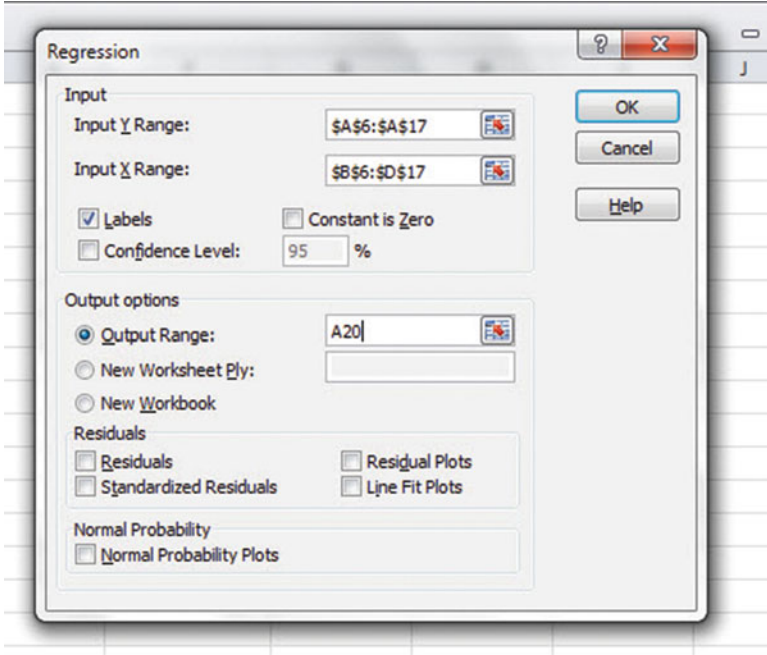 Regression
?
J
Input
Input Y Range:
$A$6:$A$17
OK
Cancel
Input X Range:
$B$6:$D$17
Help
Labels
Constant is Zero
Confidence Level:
95 %
Output options
Output Range:
A20
New Worksheet Ply:
New Workbook
Residuals
Residuals
Residual Plots
Standardized Residuals
Line Fit Plots
Normal Probability
Normal Probability Plots